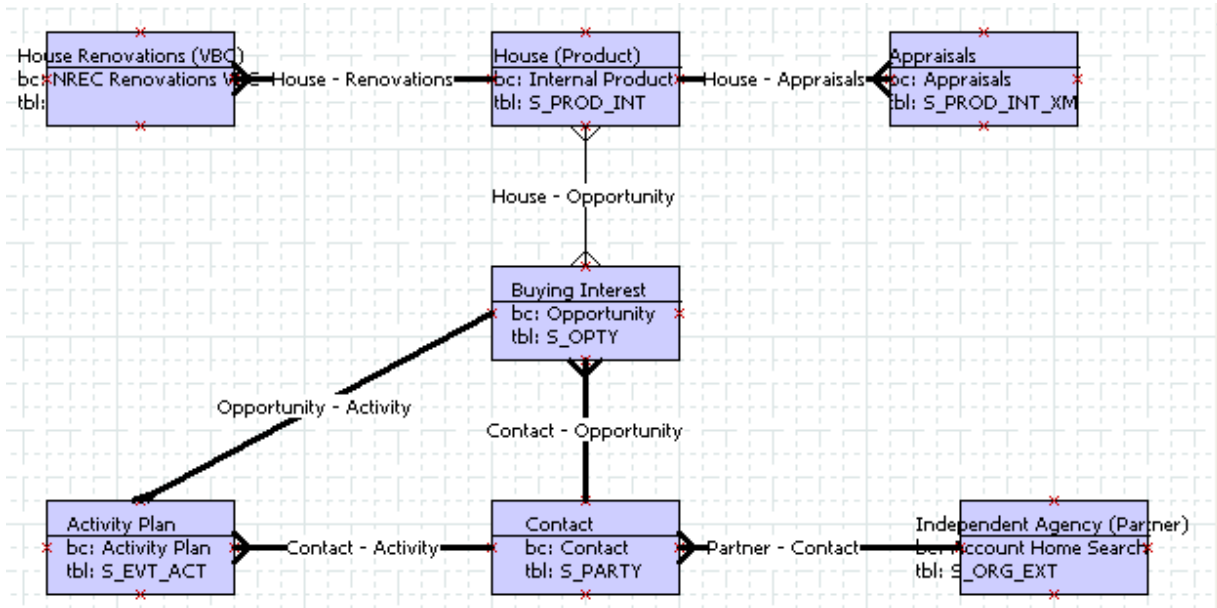 House Renovations (VBC)
bc: NREC Renovations
tbl:
House - Renovations
House (Product)
bc: Internal Product
tbl: S_PROD_INT
House - Appraisals
Appraisals
bc: Appraisals
tbl: S_PROD_INT_XM
House - Opportunity
Buying Interest
bc: Opportunity
tbl: S_OPTY
Opportunity - Activity
Contact - Opportunity
Activity Plan
bc: Activity Plan
tbl: S_EVT_ACT
Contact - Activity
Contact
bc: Contact
tbl: S_PARTY
Partner - Contact
Independent Agency (Partner)
bc: Account Home Search
tbl: S_ORG_EXT